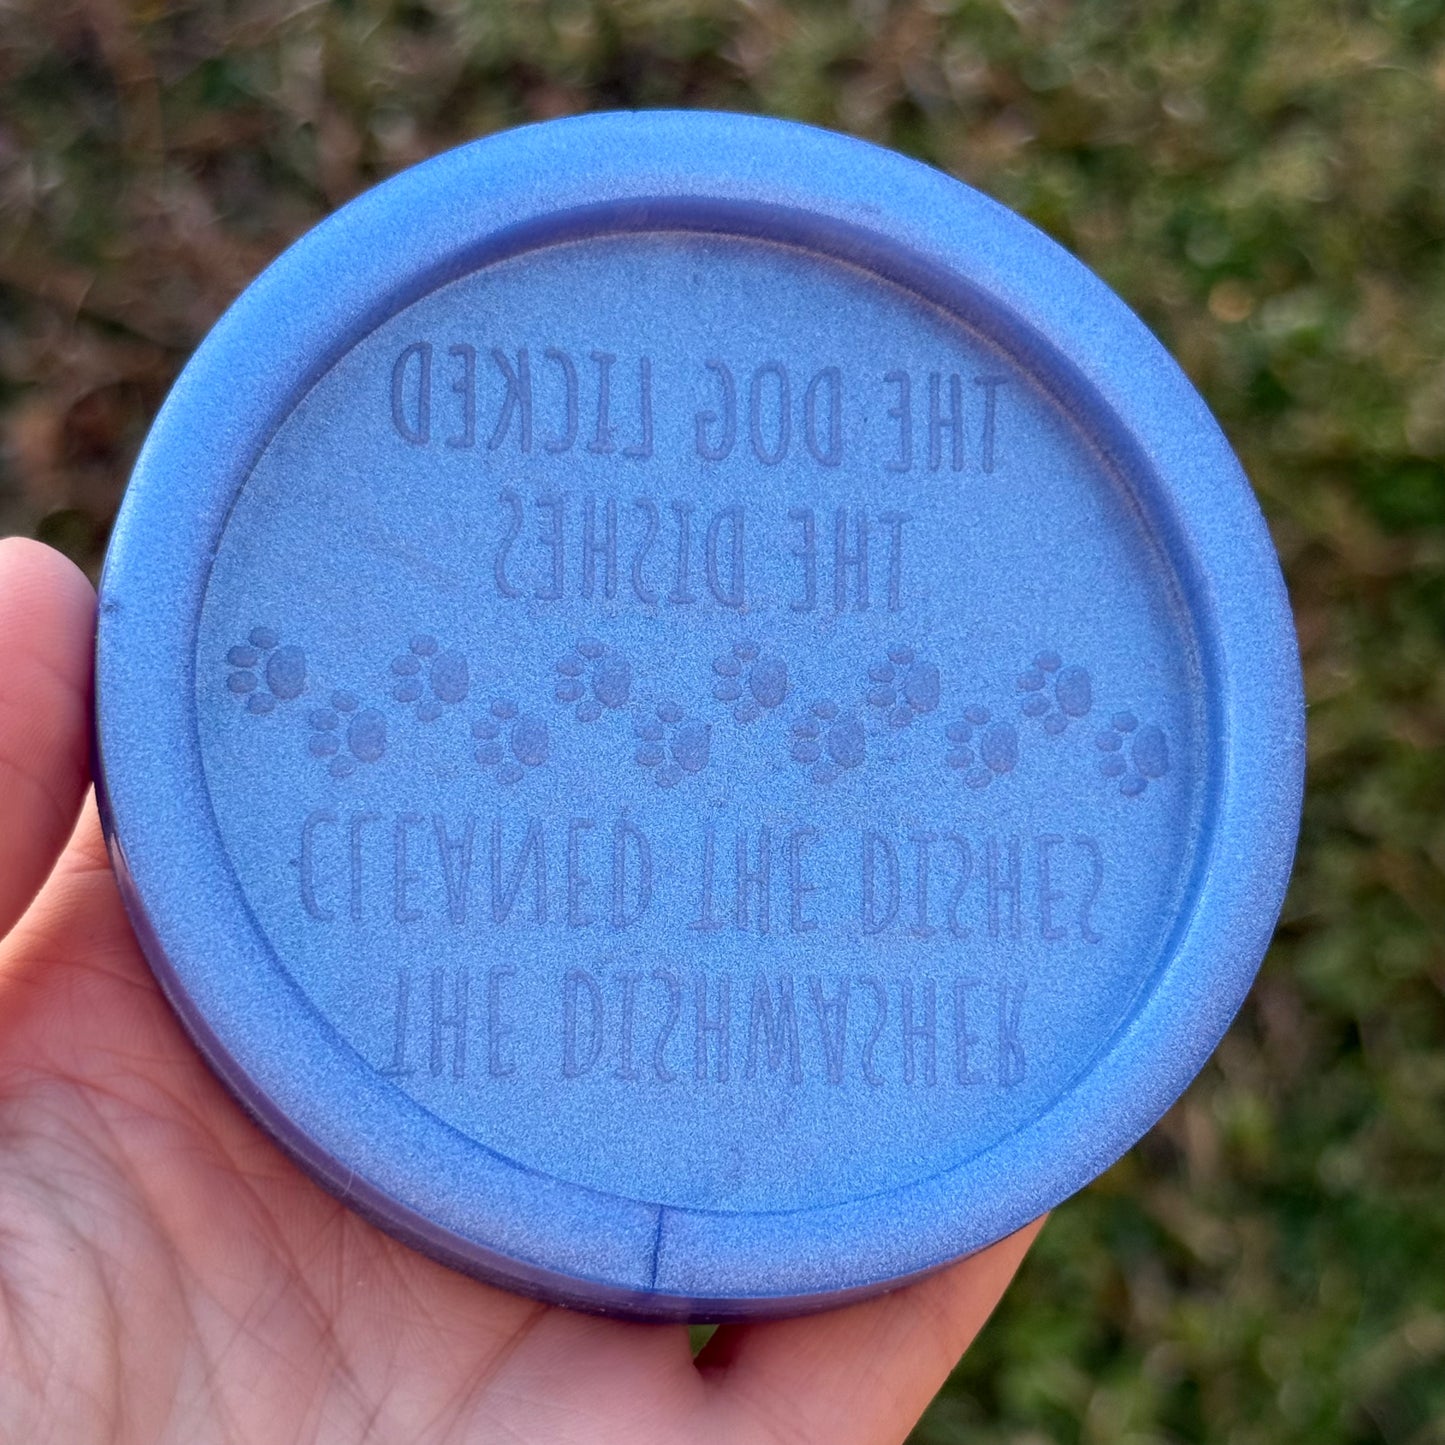 THE DOG LICKED
THE DISHES
THE DISHWASHER
CLEANED THE DISHES